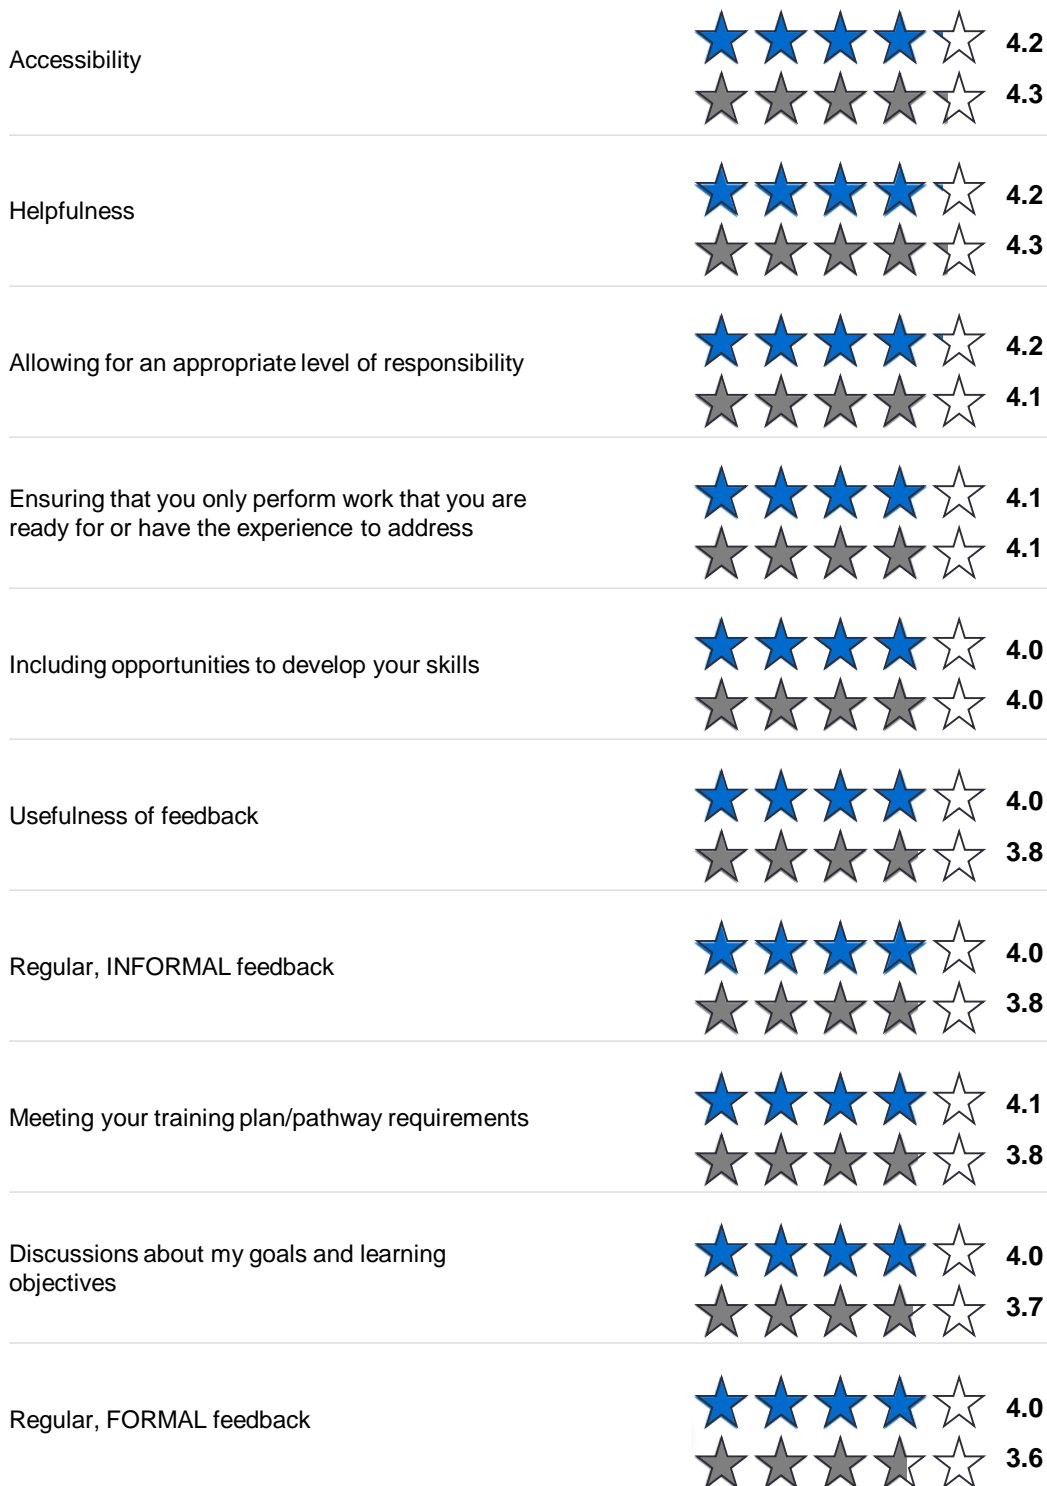 Accessibility
4.2
4.3
Helpfulness
4.2
4.3
Allowing for an appropriate level of responsibility
4.2
4.1
Ensuring that you only perform work that you are
ready for or have the experience to address
4.1
4.1
Including opportunities to develop your skills
4.0
4.0
Usefulness of feedback
4.0
3.8
Regular, INFORMAL feedback
4.0
3.8
Meeting your training plan/pathway requirements
4.1
3.8
Discussions about my goals and learning
objectives
4.0
3.7
Regular, FORMAL feedback
4.0
3.6